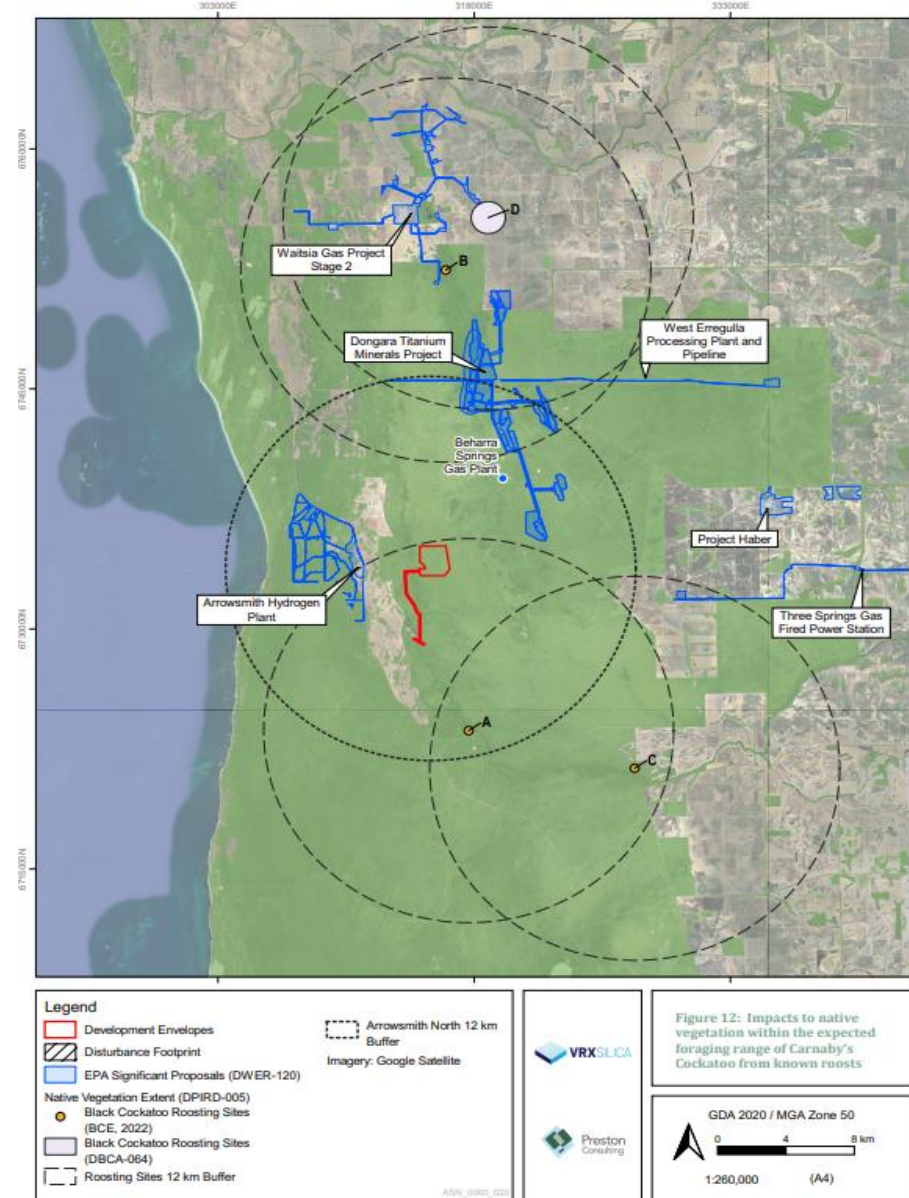 303000E
318000E
333000E
6760000N
6745000N
6730000N
6715000N
D
Waitsia Gas Project
Stage 2
B
Dongara Titanium
Minerals Project
West Erregulla
Processing Plant and
Pipeline
Beharra
Springs
Gas Plant
Project Haber
Arrowsmith Hydrogen
Plant
Three Springs Gas
Fired Power Station
A
C
Legend
Development Envelopes
Disturbance Footprint
EPA Significant Proposals (DWER-120)
Native Vegetation Extent (DPIRD-005)
Black Cockatoo Roosting Sites
(BCE, 2022)
Black Cockatoo Roosting Sites
(DBCA-064)
Roosting Sites 12 km Buffer
Arrowsmith North 12 km
Buffer
Imagery: Google Satellite
VRXSILICA
Preston
Consulting
Figure 12: Impacts to native
vegetation within the expected
foraging range of Carnaby's
Cockatoo from known roosts
GDA 2020 / MGA Zone 50
0 4 8 km
1:260,000 (A4)